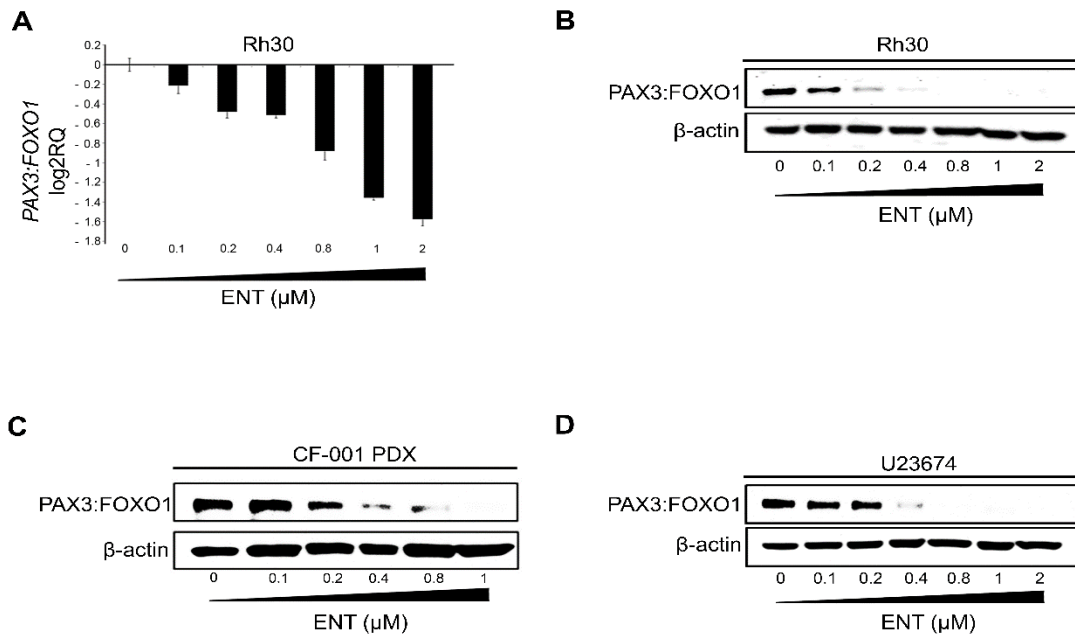 A
Rh30
PAX3:FOXO1
log2RQ
0.2
0
- 0.2
- 0.4
- 0.6
- 0.8
- 1
- 1.2
- 1.4
- 1.6
- 1.8
0 0.1 0.2 0.4 0.8 1 2
ENT (µM)
B
Rh30
PAX3:FOXO1
β-actin
0 0.1 0.2 0.4 0.8 1 2
ENT (µM)
C
CF-001 PDX
PAX3:FOXO1
β-actin
0 0.1 0.2 0.4 0.8 1
ENT (µM)
D
U23674
PAX3:FOXO1
β-actin
0 0.1 0.2 0.4 0.8 1 2
ENT (µM)